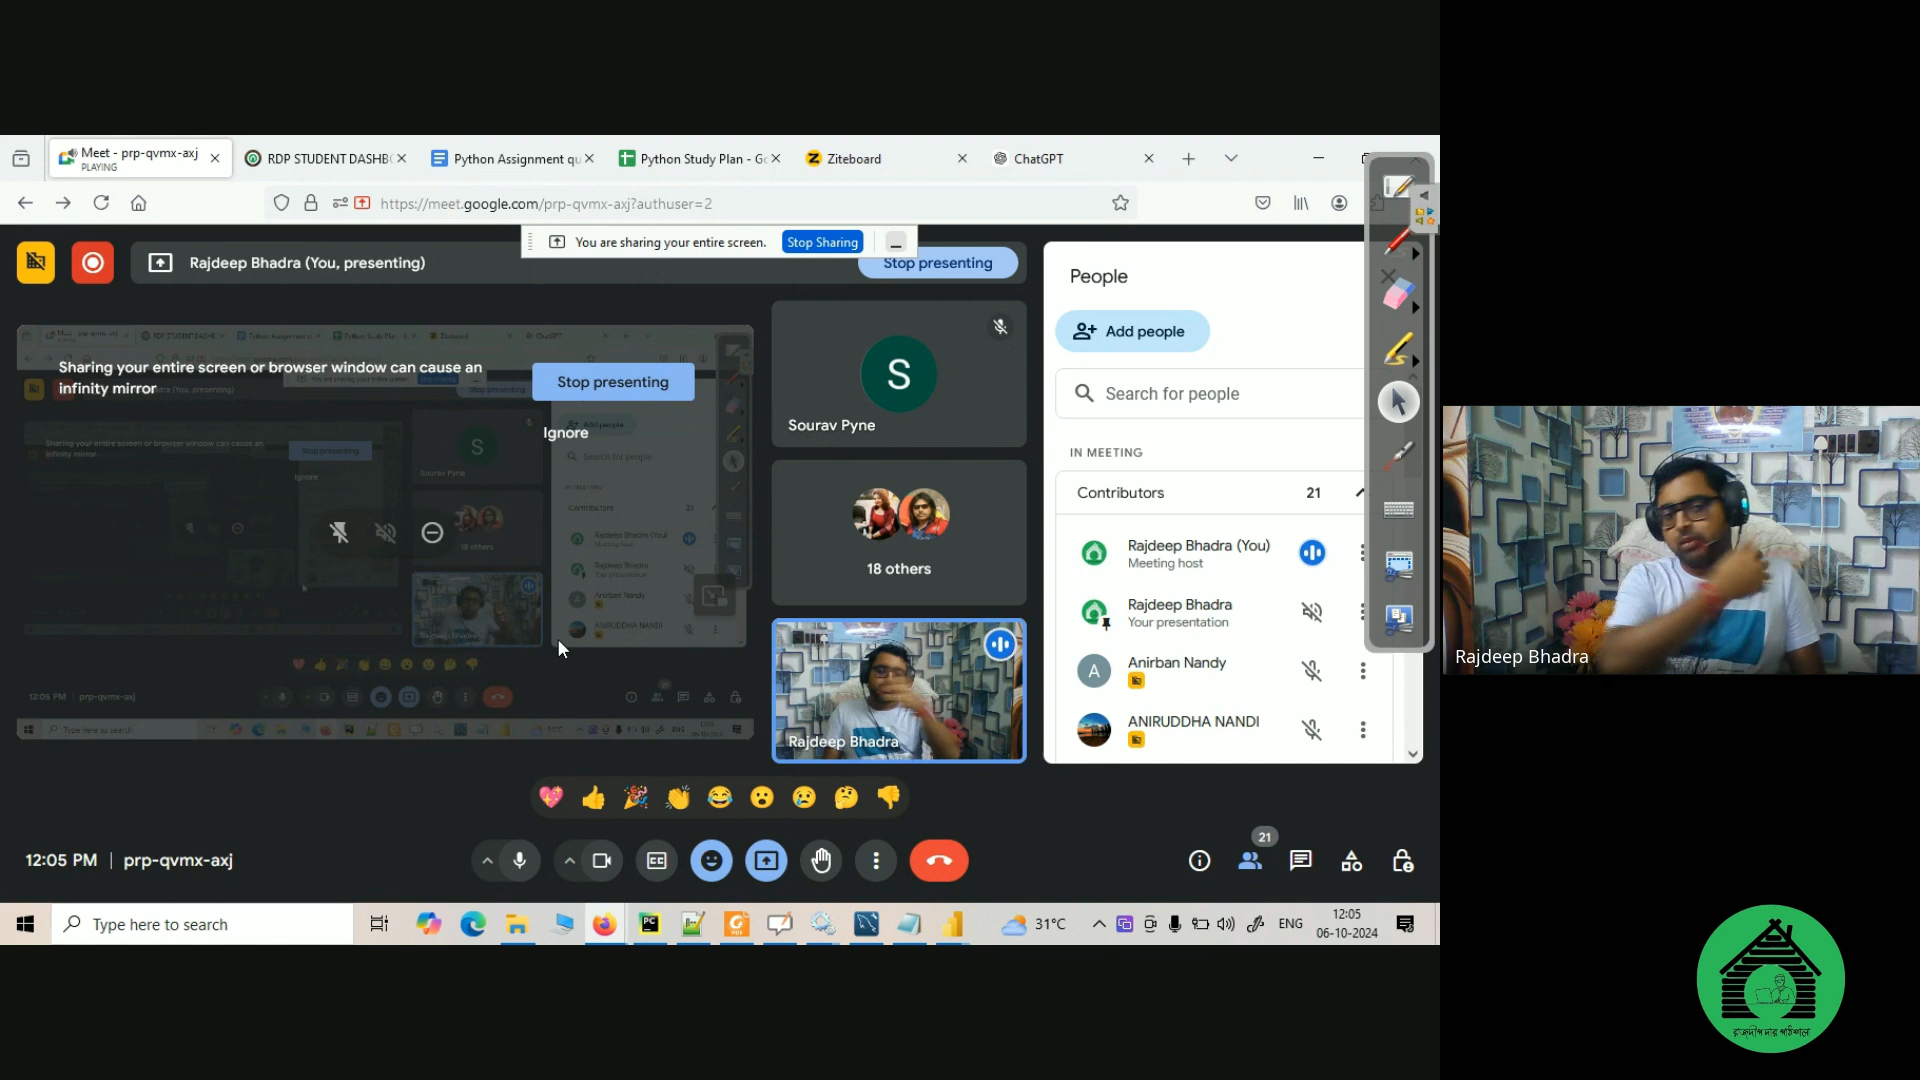 Meet - prp-qvmx-axj
PLAYING
RDP STUDENT DASHB
Python Assignment qu
Python Study Plan - Go
Ziteboard
ChatGPT
https://meet.google.com/prp-qvmx-axj?authuser=2
You are sharing your entire screen.
Stop Sharing
Rajdeep Bhadra (You, presenting)
Stop presenting
Sharing your entire screen or browser window can cause an
infinity mirror
Stop presenting
Ignore
S
Sourav Pyne
18 others
Rajdeep Bhadra
People
Add people
Search for people
IN MEETING
Contributors
21
Rajdeep Bhadra (You)
Meeting host
Rajdeep Bhadra
Your presentation
A
Anirban Nandy
ANIRUDDHA NANDI
Rajdeep Bhadra
12:05 PM | prp-qvmx-axj
21
Type here to search
31°C
ENG
12:05
06-10-2024
রাজদীপ দার পাঠশালা